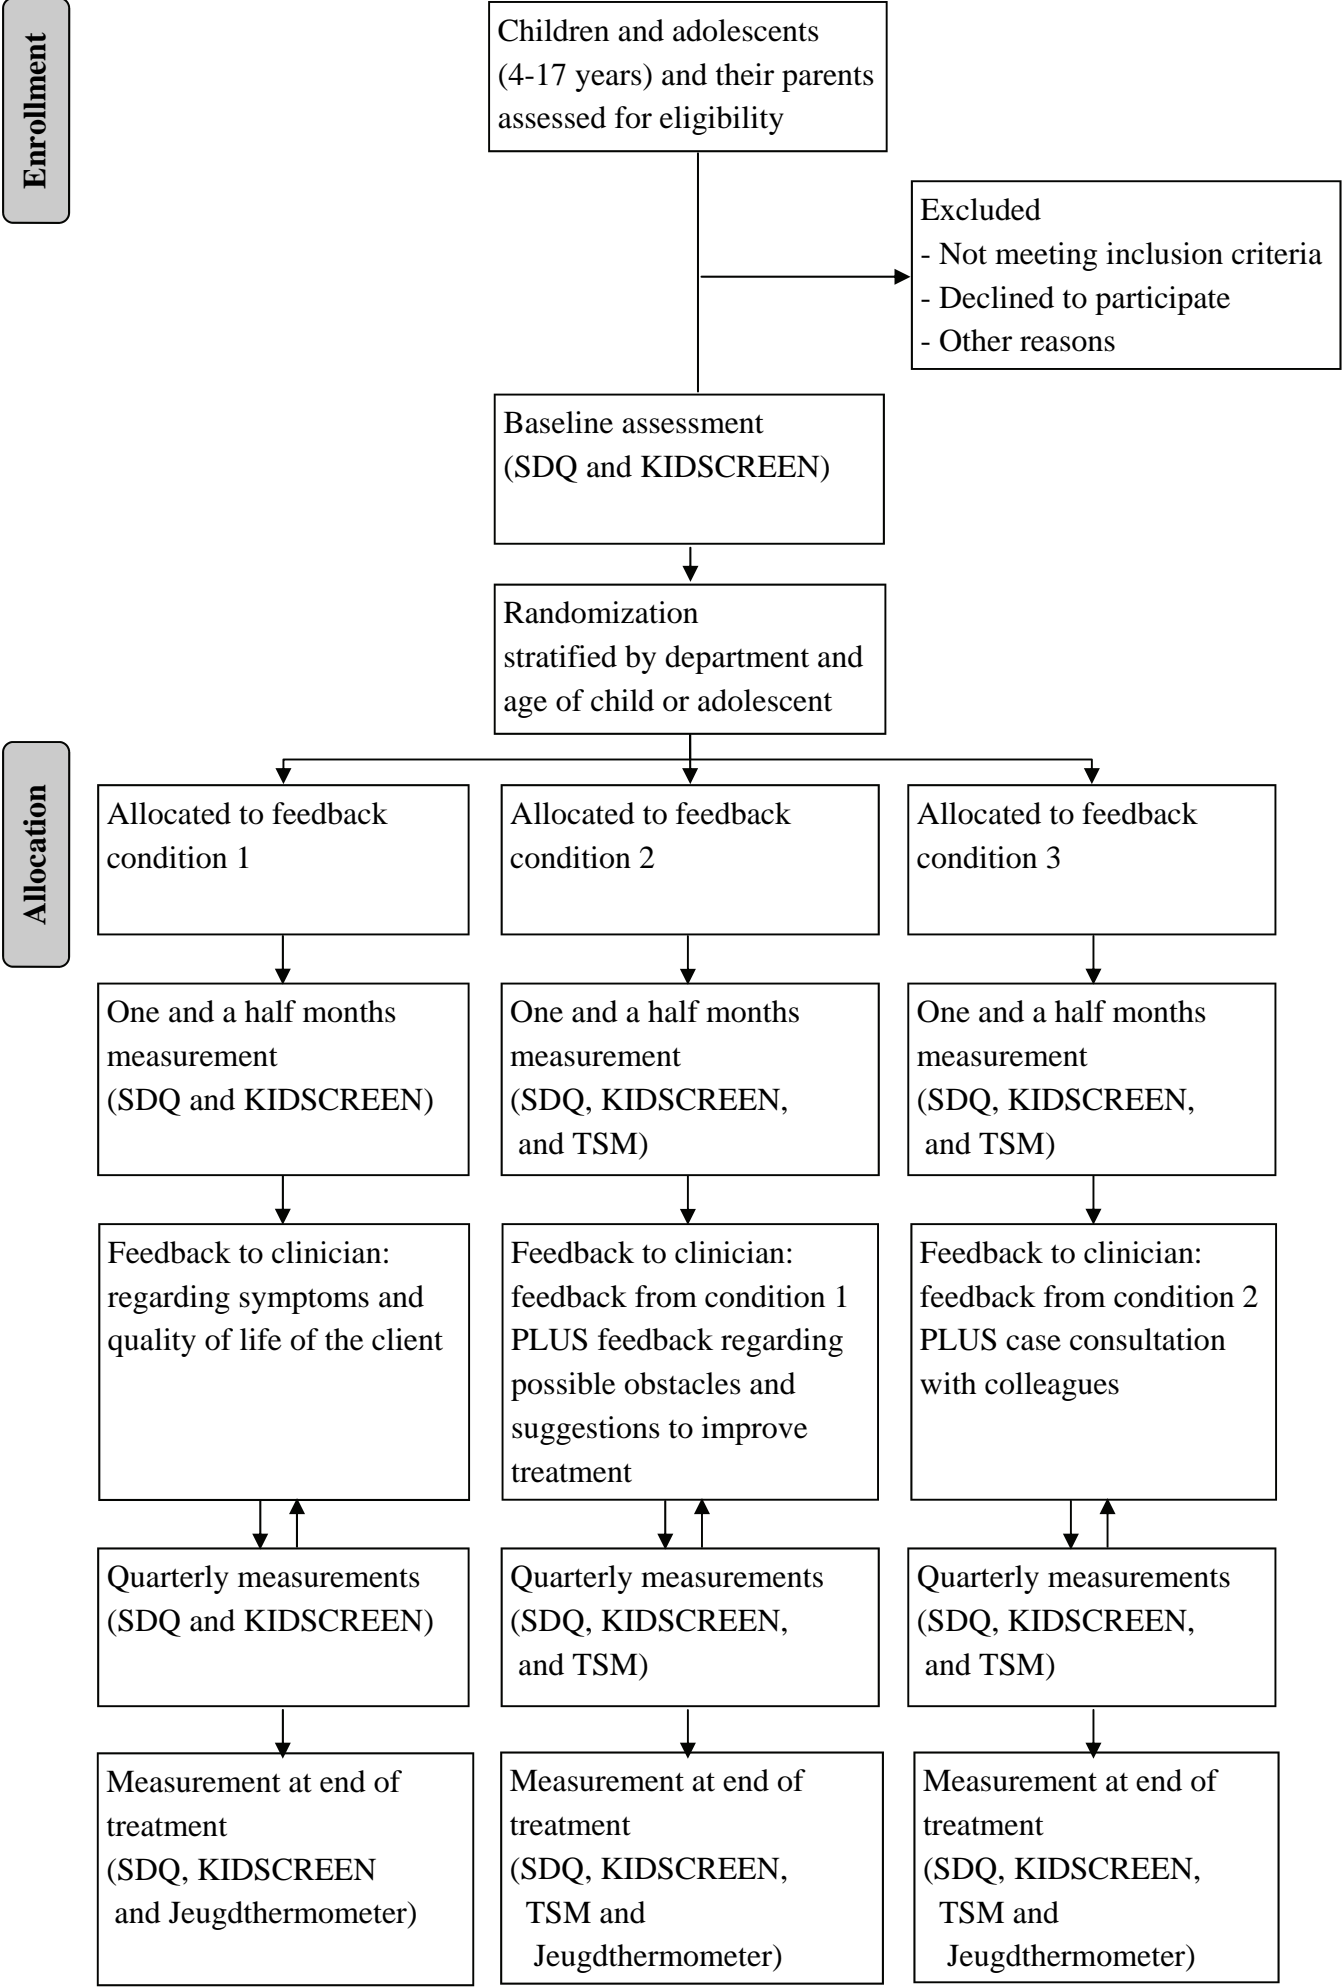 Enrollment
Children and adolescents
(4-17 years) and their parents
assessed for eligibility
Excluded
- Not meeting inclusion criteria
- Declined to participate
- Other reasons
Baseline assessment
(SDQ and KIDSCREEN)
Randomization
stratified by department and
age of child or adolescent
Allocation
Allocated to feedback
condition 1
Allocated to feedback
condition 2
Allocated to feedback
condition 3
One and a half months
measurement
(SDQ and KIDSCREEN)
One and a half months
measurement
(SDQ, KIDSCREEN,
and TSM)
One and a half months
measurement
(SDQ, KIDSCREEN,
and TSM)
Feedback to clinician:
regarding symptoms and
quality of life of the client
Feedback to clinician:
feedback from condition 1
PLUS feedback regarding
possible obstacles and
suggestions to improve
treatment
Feedback to clinician:
feedback from condition 2
PLUS case consultation
with colleagues
Quarterly measurements
(SDQ and KIDSCREEN)
Quarterly measurements
(SDQ, KIDSCREEN,
and TSM)
Quarterly measurements
(SDQ, KIDSCREEN,
and TSM)
Measurement at end of
treatment
(SDQ, KIDSCREEN
and Jeugdthermometer)
Measurement at end of
treatment
(SDQ, KIDSCREEN,
TSM and
Jeugdthermometer)
Measurement at end of
treatment
(SDQ, KIDSCREEN,
TSM and
Jeugdthermometer)